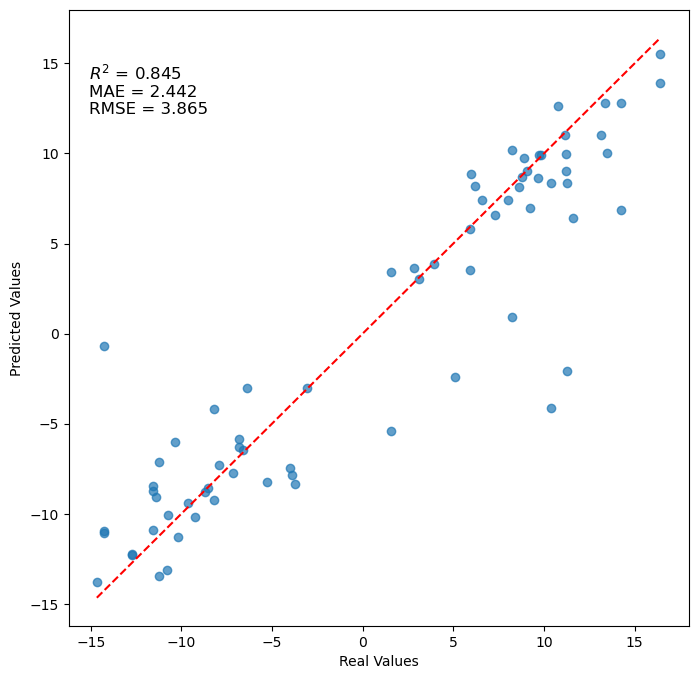 R² = 0.845
MAE = 2.442
RMSE = 3.865
15
10
5
0
−5
−10
−15
Predicted Values
−15 −10 −5 0 5 10 15
Real Values